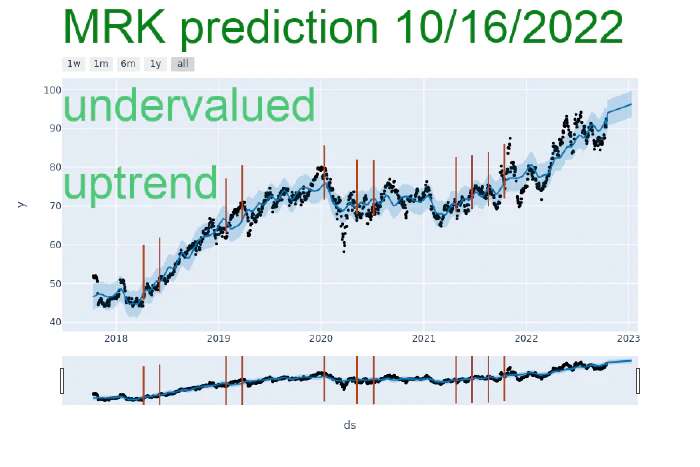 MRK prediction 10/16/2022
1w 1m 6m 1y all
100
undervalued
90
80
uptrend
70
y
60
50
40
2018 2019 2020 2021 2022 2023
ds